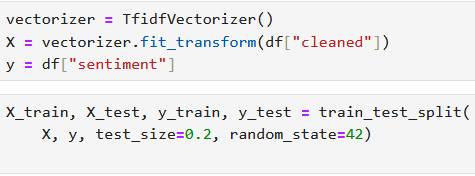 vectorizer = TfidfVectorizer()
X = vectorizer.fit_transform(df["cleaned"])
y = df["sentiment"]
X_train, X_test, y_train, y_test = train_test_split(
    X, y, test_size=0.2, random_state=42)